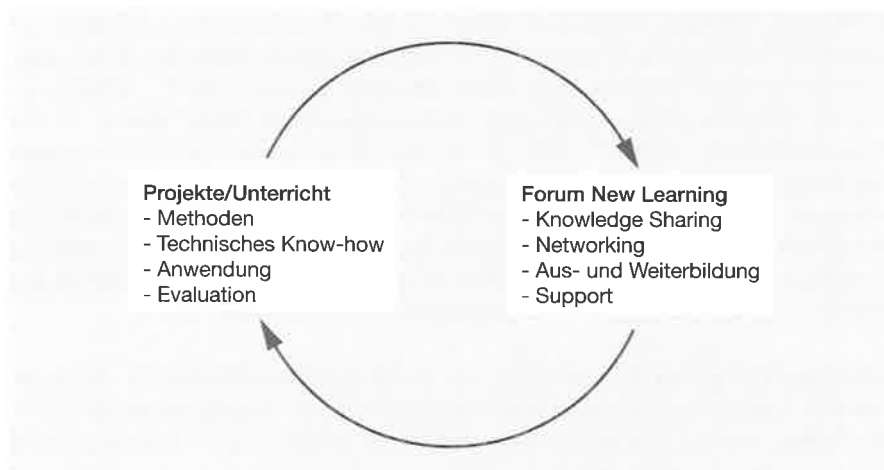 Projekte/Unterricht
- Methoden
- Technisches Know-how
- Anwendung
- Evaluation
Forum New Learning
- Knowledge Sharing
- Networking
- Aus- und Weiterbildung
- Support